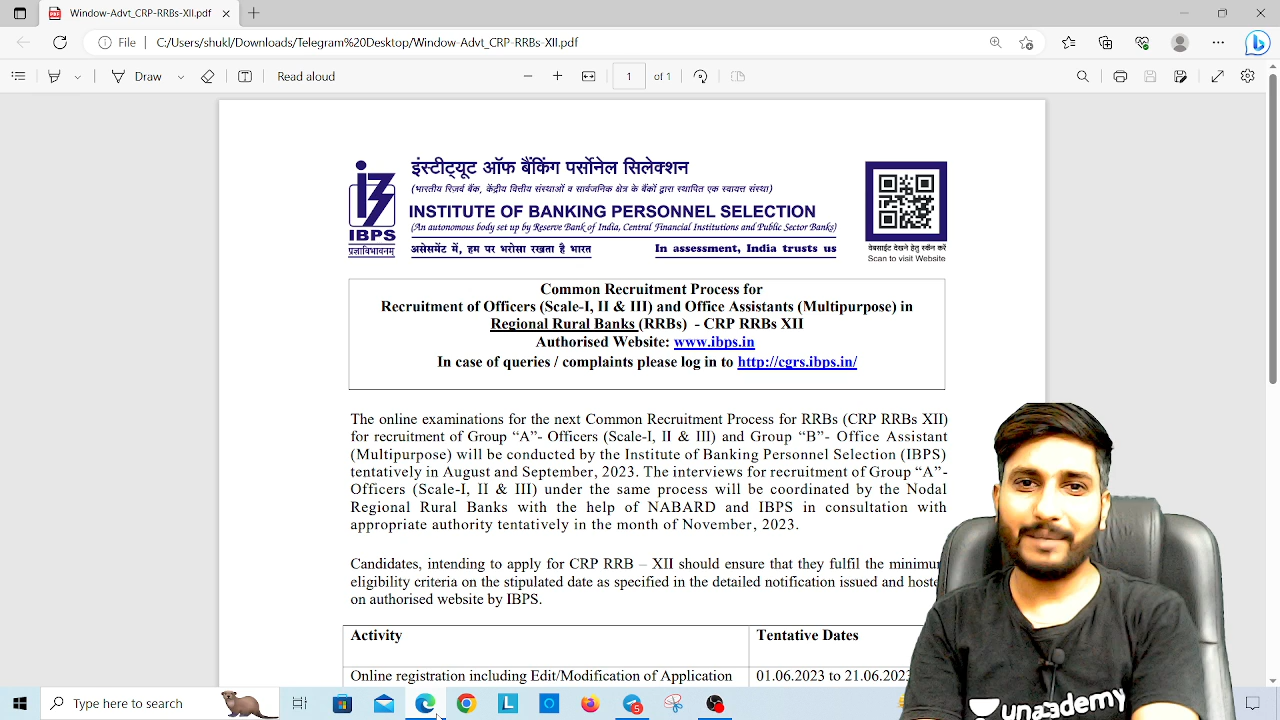 Window-Advt_CRP-RRBs-XII.pdf
File C:/Users/shukl/Downloads/Telegram%20Desktop/Window-Advt_CRP-RRBs-XII.pdf
Draw Read aloud 1 of 1
इंस्टीट्यूट ऑफ बैंकिंग पर्सोनेल सिलेक्शन
(भारतीय रिजर्व बैंक, केंद्रीय वित्तीय संस्थाओं व सार्वजनिक क्षेत्र के बैंकों द्वारा स्थापित एक स्वायत्त संस्था)
INSTITUTE OF BANKING PERSONNEL SELECTION
(An autonomous body set up by Reserve Bank of India, Central Financial Institutions and Public Sector Banks)
IBPS
प्रज्ञाविभावनम्
असेसमेंट में, हम पर भरोसा रखता है भारत In assessment, India trusts us
वेबसाईट देखने हेतु स्कॅन करें
Scan to visit Website
Common Recruitment Process for
Recruitment of Officers (Scale-I, II & III) and Office Assistants (Multipurpose) in
Regional Rural Banks (RRBs) - CRP RRBs XII
Authorised Website: www.ibps.in
In case of queries / complaints please log in to http://cgrs.ibps.in/
The online examinations for the next Common Recruitment Process for RRBs (CRP RRBs XII)
for recruitment of Group “A”- Officers (Scale-I, II & III) and Group “B”- Office Assistant
(Multipurpose) will be conducted by the Institute of Banking Personnel Selection (IBPS)
tentatively in August and September, 2023. The interviews for recruitment of Group “A”-
Officers (Scale-I, II & III) under the same process will be coordinated by the Nodal
Regional Rural Banks with the help of NABARD and IBPS in consultation with
appropriate authority tentatively in the month of November, 2023.
Candidates, intending to apply for CRP RRB – XII should ensure that they fulfil the minimum
eligibility criteria on the stipulated date as specified in the detailed notification issued and hoste
on authorised website by IBPS.
Activity Tentative Dates
Online registration including Edit/Modification of Application 01.06.2023 to 21.06.2023
unacademy
Type here to search